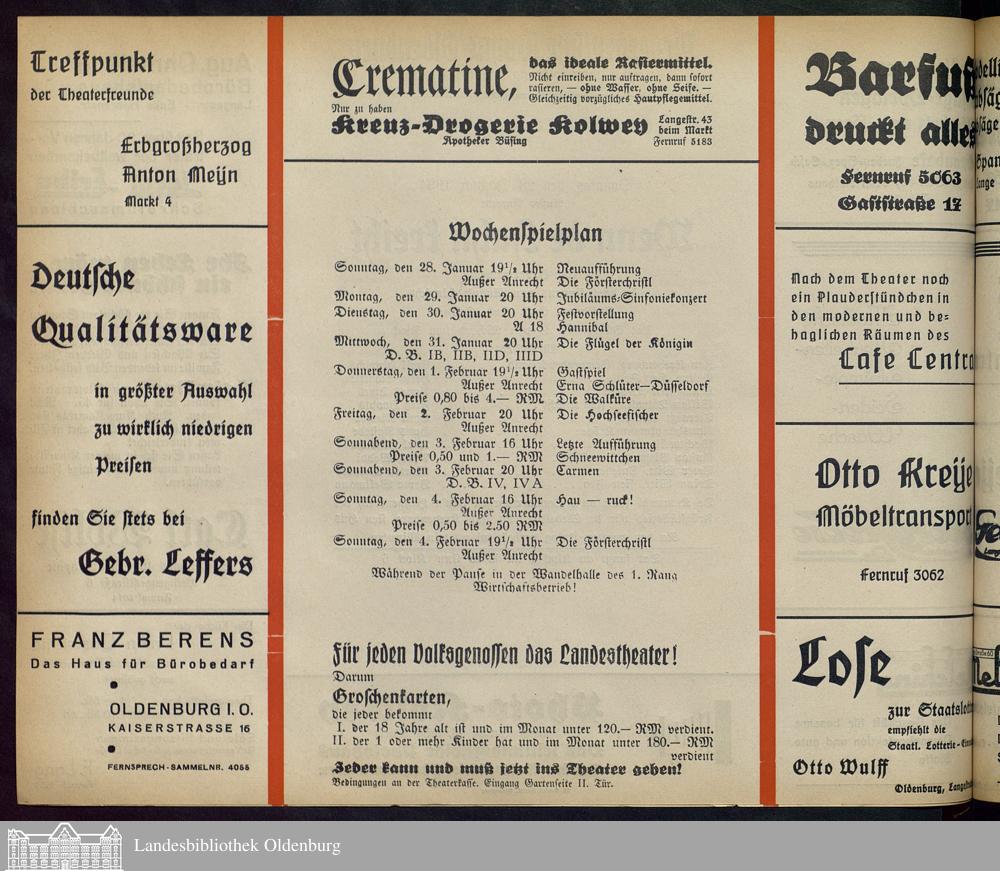 Treffpunkt
der Theaterfreunde
Erbgroßherzog
Anton Meijn
Markt 4
Deutsche
Qualitätsware
in größter Auswahl
zu wirklich niedrigen
Preisen
finden Sie stets bei
Gebr. Leffers
FRANZ BERENS
Das Haus für Bürobedarf
OLDENBURG I. O.
KAISERSTRASSE 16
FERNSPRECH-SAMMELNR. 4055
Crematine, das ideale Rasiermittel.
Nicht einreiben, nur auftragen, dann sofort
rasieren, — ohne Wasser, ohne Seife. —
Gleichzeitig vorzügliches Hautpflegemittel.
Nur zu haben
Kreuz-Drogerie Kolwey
Apotheker Büsing
Langestr. 43
beim Markt
Fernruf 5183
Wochenspielplan
Sonntag, den 28. Januar 19½ Uhr Neuaufführung
Außer Anrecht Die Försterchristl
Montag, den 29. Januar 20 Uhr Jubiläums-Sinfoniekonzert
Dienstag, den 30. Januar 20 Uhr Festvorstellung
A 18 Hannibal
Mittwoch, den 31. Januar 20 Uhr Die Flügel der Königin
D. B. IB, IIB, IID, IIID
Donnerstag, den 1. Februar 19½ Uhr Gastspiel
Außer Anrecht Erna Schlüter—Düsseldorf
Preise 0,80 bis 4.— RM Die Walküre
Freitag, den 2. Februar 20 Uhr Die Hochseefischer
Außer Anrecht
Sonnabend, den 3. Februar 16 Uhr Letzte Aufführung
Preise 0,50 und 1.— RM Schneewittchen
Sonnabend, den 3. Februar 20 Uhr Carmen
D. B. IV, IV A
Sonntag, den 4. Februar 16 Uhr Hau — ruck!
Außer Anrecht
Preise 0,50 bis 2.50 RM
Sonntag, den 4. Februar 19½ Uhr Die Försterchristl
Außer Anrecht
Während der Pause in der Wandelhalle des 1. Rang
Wirtschaftsbetrieb!
Für jeden Volksgenossen das Landestheater!
Darum
Groschenkarten,
die jeder bekommt
I. der 18 Jahre alt ist und im Monat unter 120.— RM verdient.
II. der 1 oder mehr Kinder hat und im Monat unter 180.— RM
verdient
Jeder kann und muß jetzt ins Theater gehen!
Bedingungen an der Theaterkasse. Eingang Gartenseite II. Tür.
Barfuß
druckt alles
Fernruf 5063
Gaststraße 17
Nach dem Theater noch
ein Plauderstündchen in
den modernen und be-
haglichen Räumen des
Cafe Centra
Otto Kreije
Möbeltransport
Fernruf 3062
Lose
zur Staatslott
empfiehlt die
Staatl. Lotterie-Ein
Otto Wulff
Oldenburg, Lange
Landesbibliothek Oldenburg